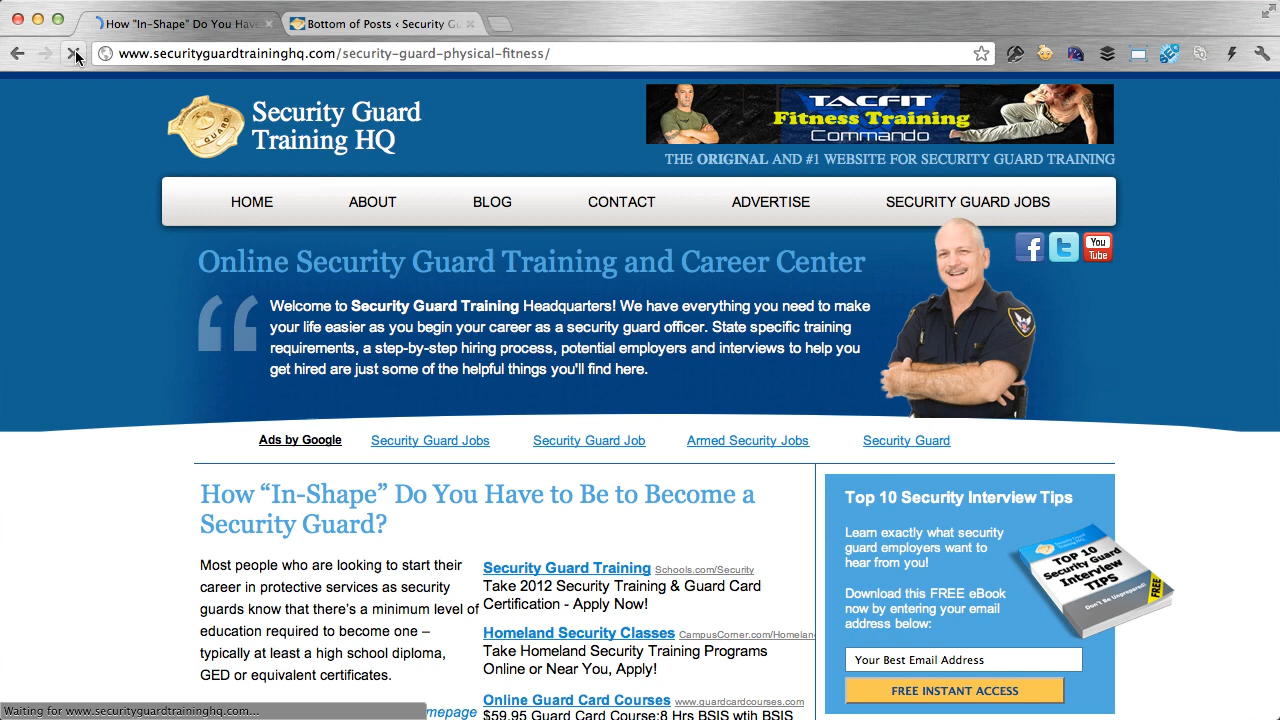 How "In-Shape" Do You Have
Bottom of Posts ‹ Security Gu
www.securityguardtraininghq.com/security-guard-physical-fitness/
Security Guard
Training HQ
TACFIT
Fitness Training
Commando
THE ORIGINAL AND #1 WEBSITE FOR SECURITY GUARD TRAINING
HOME ABOUT BLOG CONTACT ADVERTISE SECURITY GUARD JOBS
Online Security Guard Training and Career Center
Welcome to Security Guard Training Headquarters! We have everything you need to make
your life easier as you begin your career as a security guard officer. State specific training
requirements, a step-by-step hiring process, potential employers and interviews to help you
get hired are just some of the helpful things you'll find here.
You
Tube
Ads by Google Security Guard Jobs Security Guard Job Armed Security Jobs Security Guard
How “In-Shape” Do You Have to Be to Become a
Security Guard?
Most people who are looking to start their
career in protective services as security
guards know that there's a minimum level of
education required to become one –
typically at least a high school diploma,
GED or equivalent certificates.
mepage
Security Guard Training Schools.com/Security
Take 2012 Security Training & Guard Card
Certification - Apply Now!
Homeland Security Classes CampusCorner.com/Homelan
Take Homeland Security Training Programs
Online or Near You, Apply!
Online Guard Card Courses www.guardcardcourses.com
$59.95 Guard Card Course:8 Hrs BSIS wtih BSIS
Top 10 Security Interview Tips
Learn exactly what security
guard employers want to
hear from you!
Download this FREE eBook
now by entering your email
address below:
Security Guard
Training HQ
TOP 10
Security Guard
Interview
TIPS
Don't Be Unprepared!
FREE
Your Best Email Address
FREE INSTANT ACCESS
Waiting for www.securityguardtraininghq.com...